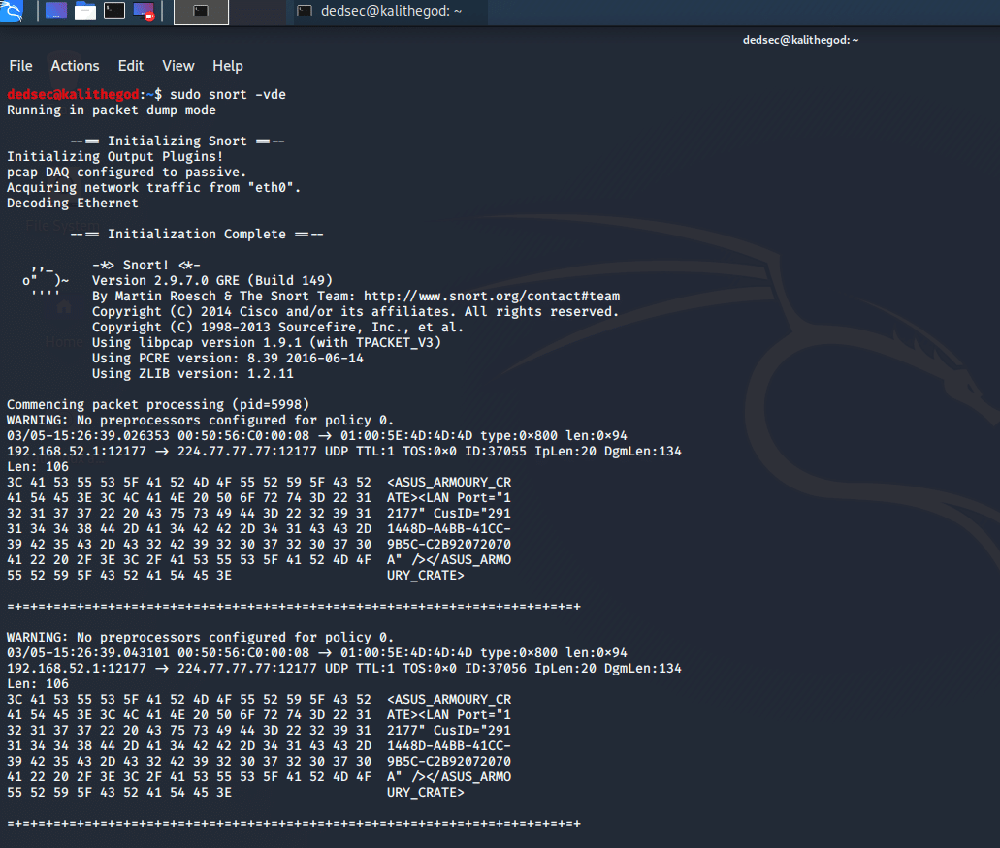 dedsec@kalithegod: ~
dedsec@kalithegod: ~
File Actions Edit View Help
dedsec@kalithegod:~$ sudo snort -vde
Running in packet dump mode
--== Initializing Snort ==--
Initializing Output Plugins!
pcap DAQ configured to passive.
Acquiring network traffic from "eth0".
Decoding Ethernet
File System
--== Initialization Complete ==--
,,_ -*> Snort! <*-
o" )~ Version 2.9.7.0 GRE (Build 149)
'''' By Martin Roesch & The Snort Team: http://www.snort.org/contact#team
Copyright (C) 2014 Cisco and/or its affiliates. All rights reserved.
Copyright (C) 1998-2013 Sourcefire, Inc., et al.
Home
Using libpcap version 1.9.1 (with TPACKET_V3)
Using PCRE version: 8.39 2016-06-14
Using ZLIB version: 1.2.11
Commencing packet processing (pid=5998)
WARNING: No preprocessors configured for policy 0.
03/05-15:26:39.026353 00:50:56:C0:00:08 -> 01:00:5E:4D:4D:4D type:0x800 len:0x94
192.168.52.1:12177 -> 224.77.77.77:12177 UDP TTL:1 TOS:0x0 ID:37055 IpLen:20 DgmLen:134
Len: 106
3C 41 53 55 53 5F 41 52 4D 4F 55 52 59 5F 43 52 <ASUS_ARMOURY_CR
41 54 45 3E 3C 4C 41 4E 20 50 6F 72 74 3D 22 31 ATE><LAN Port="1
32 31 37 37 22 20 43 75 73 49 44 3D 22 32 39 31 2177" CusID="291
31 34 34 38 44 2D 41 34 42 42 2D 34 31 43 43 2D 1448D-A4BB-41CC-
39 42 35 43 2D 43 32 42 39 32 30 37 32 30 37 30 9B5C-C2B92072070
41 22 20 2F 3E 3C 2F 41 53 55 53 5F 41 52 4D 4F A" /></ASUS_ARMO
55 52 59 5F 43 52 41 54 45 3E URY_CRATE>
=+=+=+=+=+=+=+=+=+=+=+=+=+=+=+=+=+=+=+=+=+=+=+=+=+=+=+=+=+=+=+=+=+=+=+=+=+
WARNING: No preprocessors configured for policy 0.
03/05-15:26:39.043101 00:50:56:C0:00:08 -> 01:00:5E:4D:4D:4D type:0x800 len:0x94
192.168.52.1:12177 -> 224.77.77.77:12177 UDP TTL:1 TOS:0x0 ID:37056 IpLen:20 DgmLen:134
Len: 106
3C 41 53 55 53 5F 41 52 4D 4F 55 52 59 5F 43 52 <ASUS_ARMOURY_CR
41 54 45 3E 3C 4C 41 4E 20 50 6F 72 74 3D 22 31 ATE><LAN Port="1
32 31 37 37 22 20 43 75 73 49 44 3D 22 32 39 31 2177" CusID="291
31 34 34 38 44 2D 41 34 42 42 2D 34 31 43 43 2D 1448D-A4BB-41CC-
39 42 35 43 2D 43 32 42 39 32 30 37 32 30 37 30 9B5C-C2B92072070
41 22 20 2F 3E 3C 2F 41 53 55 53 5F 41 52 4D 4F A" /></ASUS_ARMO
55 52 59 5F 43 52 41 54 45 3E URY_CRATE>
=+=+=+=+=+=+=+=+=+=+=+=+=+=+=+=+=+=+=+=+=+=+=+=+=+=+=+=+=+=+=+=+=+=+=+=+=+